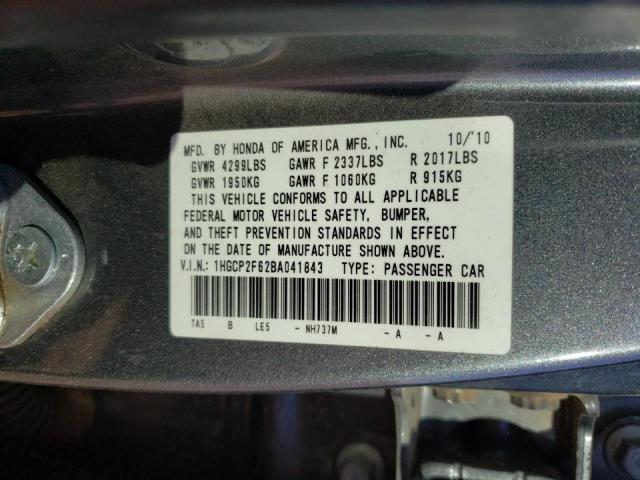 MFD. BY HONDA OF AMERICA MFG., INC. 10/'10
GVWR 4299LBS GAWR F 2337LBS R 2017LBS
GVWR 1950KG GAWR F 1060KG R 915KG
THIS VEHICLE CONFORMS TO ALL APPLICABLE
FEDERAL MOTOR VEHICLE SAFETY, BUMPER,
AND THEFT PREVENTION STANDARDS IN EFFECT
ON THE DATE OF MANUFACTURE SHOWN ABOVE.
V.I.N.: 1HGCP2F62BA041843 TYPE: PASSENGER CAR
TA5 B LE5 - NH737M - A - A